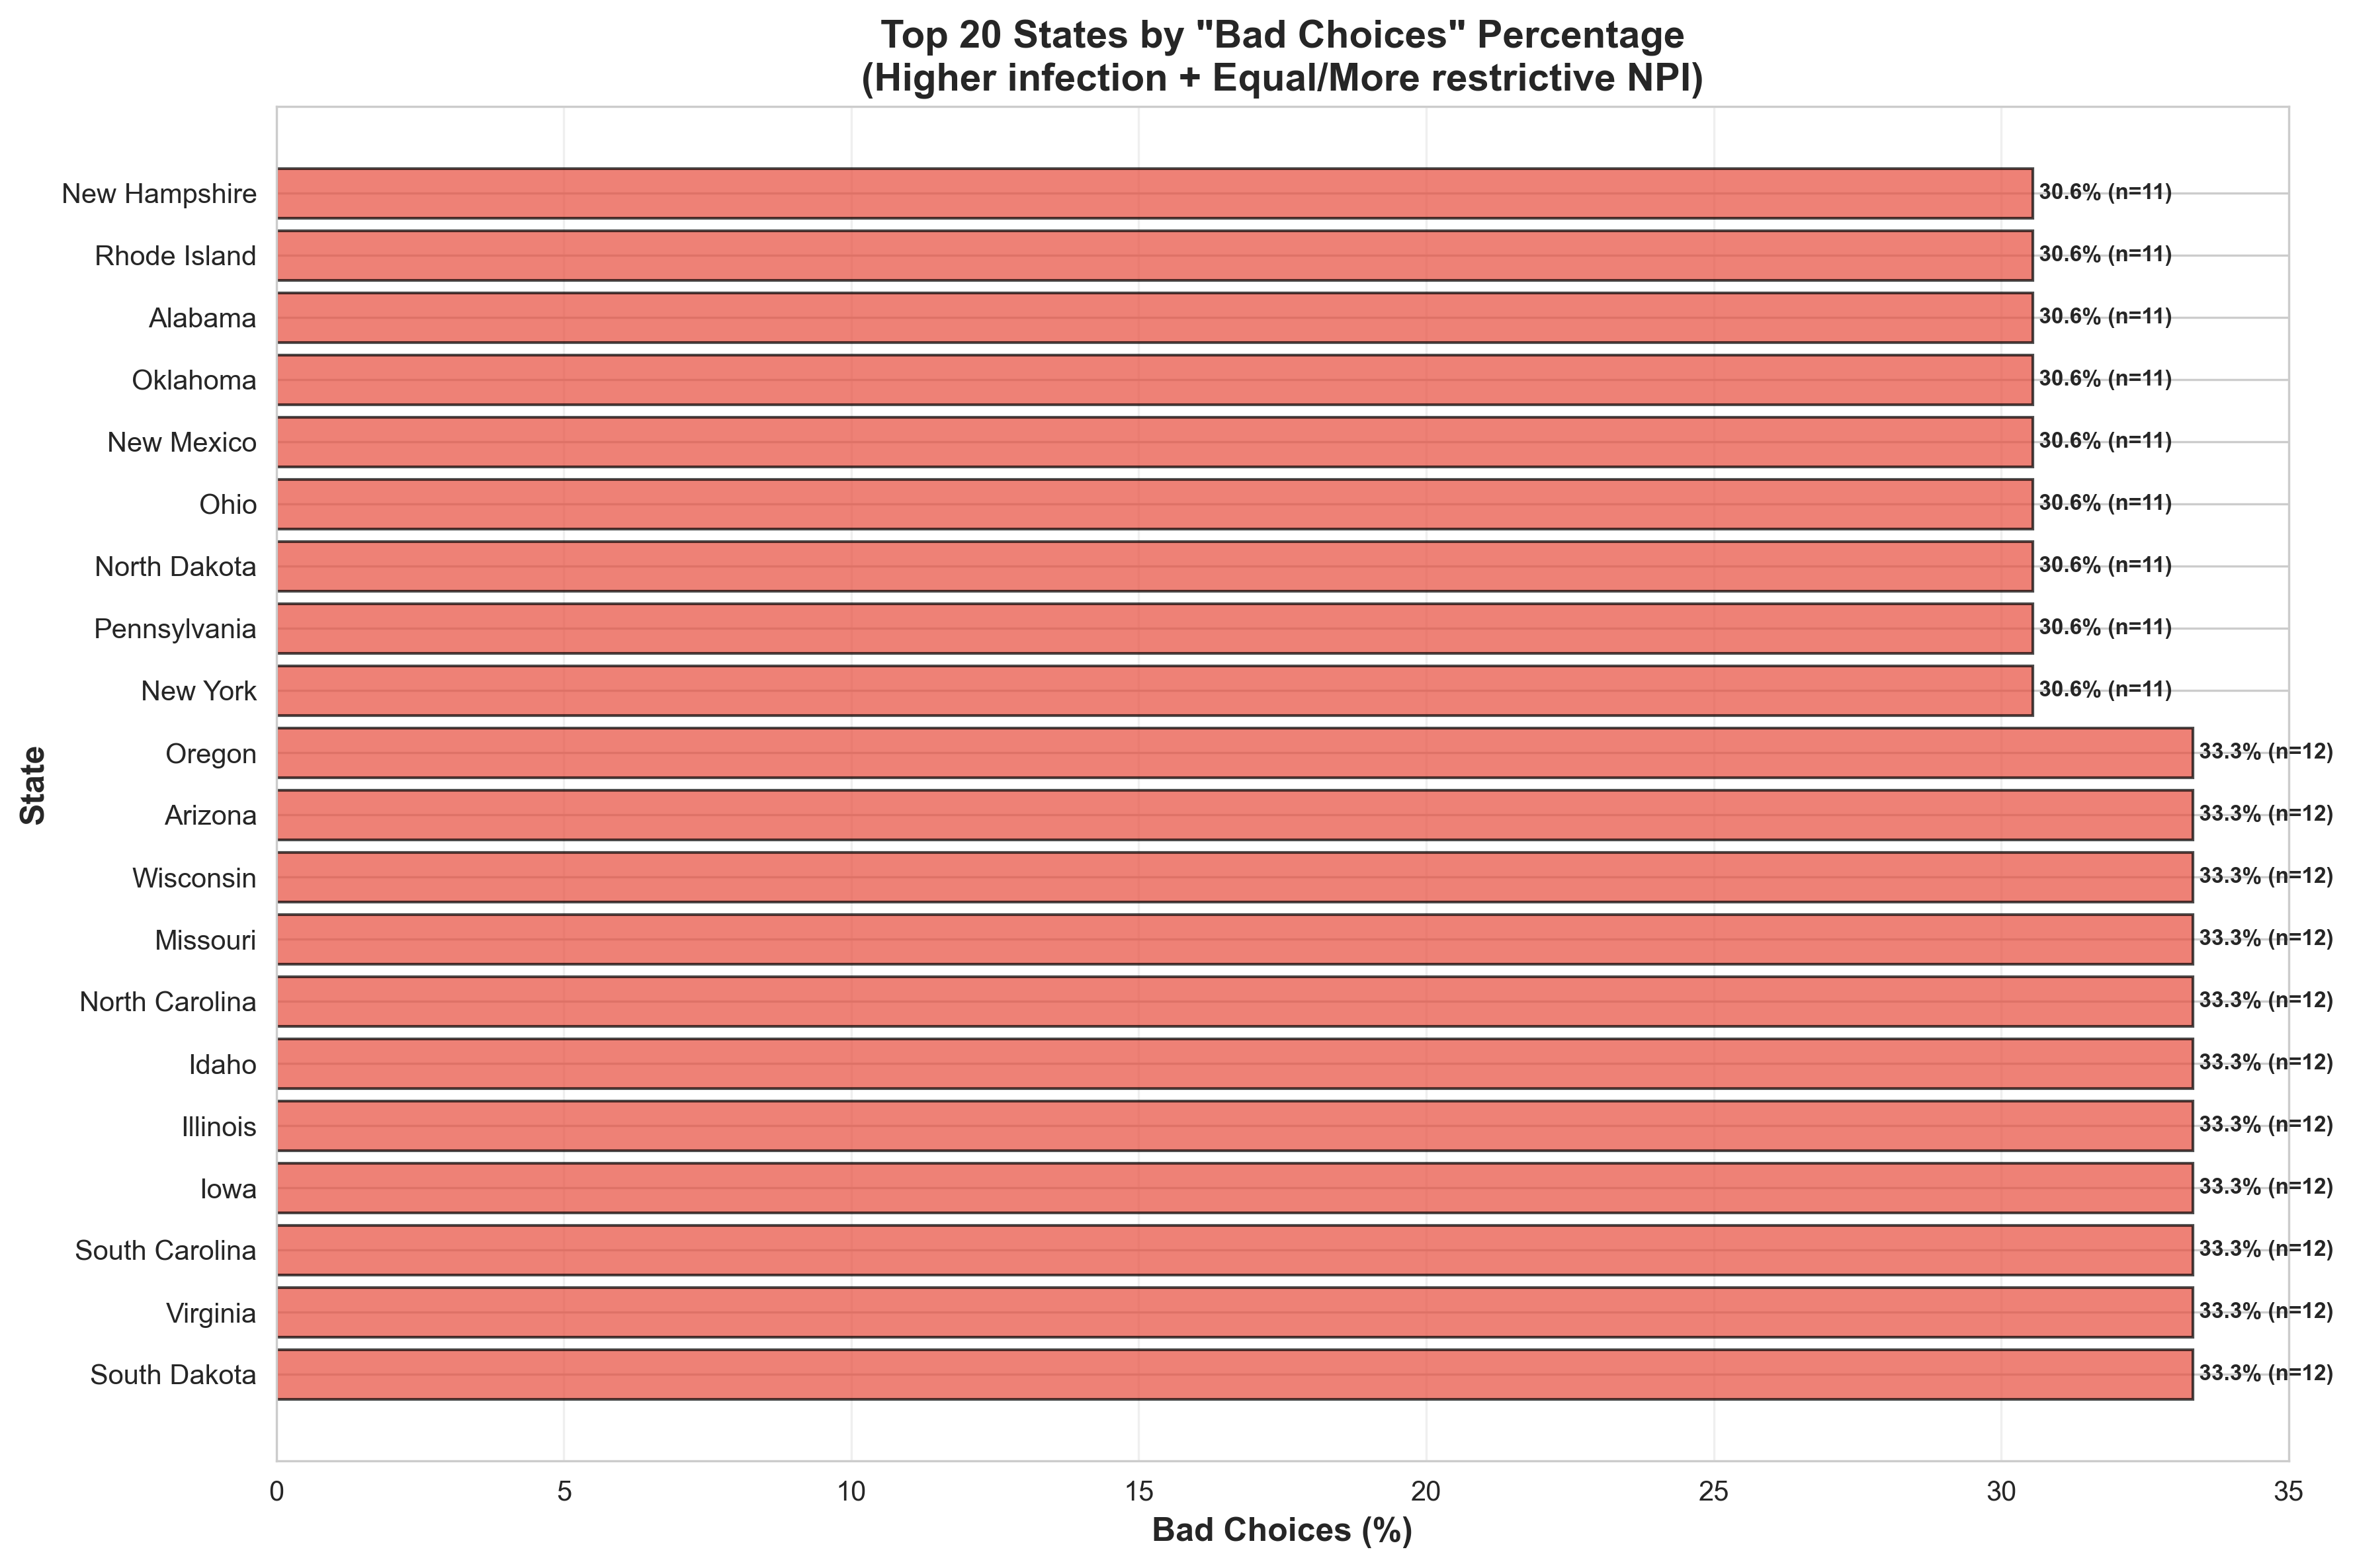 Top 20 States by "Bad Choices" Percentage
(Higher infection + Equal/More restrictive NPI)
State
New Hampshire 30.6% (n=11)
Rhode Island 30.6% (n=11)
Alabama 30.6% (n=11)
Oklahoma 30.6% (n=11)
New Mexico 30.6% (n=11)
Ohio 30.6% (n=11)
North Dakota 30.6% (n=11)
Pennsylvania 30.6% (n=11)
New York 30.6% (n=11)
Oregon 33.3% (n=12)
Arizona 33.3% (n=12)
Wisconsin 33.3% (n=12)
Missouri 33.3% (n=12)
North Carolina 33.3% (n=12)
Idaho 33.3% (n=12)
Illinois 33.3% (n=12)
Iowa 33.3% (n=12)
South Carolina 33.3% (n=12)
Virginia 33.3% (n=12)
South Dakota 33.3% (n=12)
0 5 10 15 20 25 30 35
Bad Choices (%)